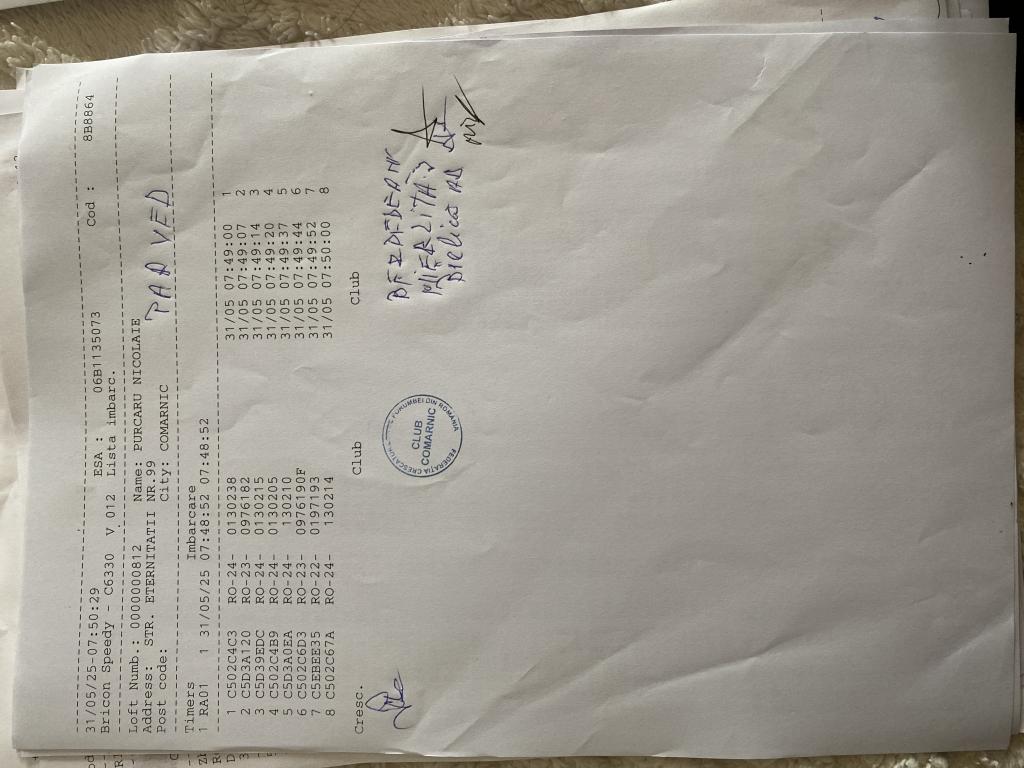 31/05/25-07:50:29
Bricon Speedy - C6330 V.012 ESA : 06B1135073 Cod : 8B8864
Lista imbarc.
Loft Numb.: 0000000812 Name: PURCARU NICOLAIE
Address: STR. ETERNITATII NR.99
Post code: City: COMARNIC
PARVED
Timers Imbarcare
1 RA01 1 31/05/25 07:48:52 07:48:52
1 C502C4C3 RO-24- 0130238 31/05 07:49:00 1
2 C5D3A120 RO-23- 0976182 31/05 07:49:07 2
3 C5D39EDC RO-24- 0130215 31/05 07:49:14 3
4 C502C4B9 RO-24- 0130205 31/05 07:49:20 4
5 C5D3A0EA RO-24- 130210 31/05 07:49:37 5
6 C502C6D3 RO-23- 0976190F 31/05 07:49:44 6
7 C5EBEE35 RO-22- 0197193 31/05 07:49:52 7
8 C502C67A RO-24- 130214 31/05 07:50:00 8
Cresc. Club Club
CLUB
COMARNIC